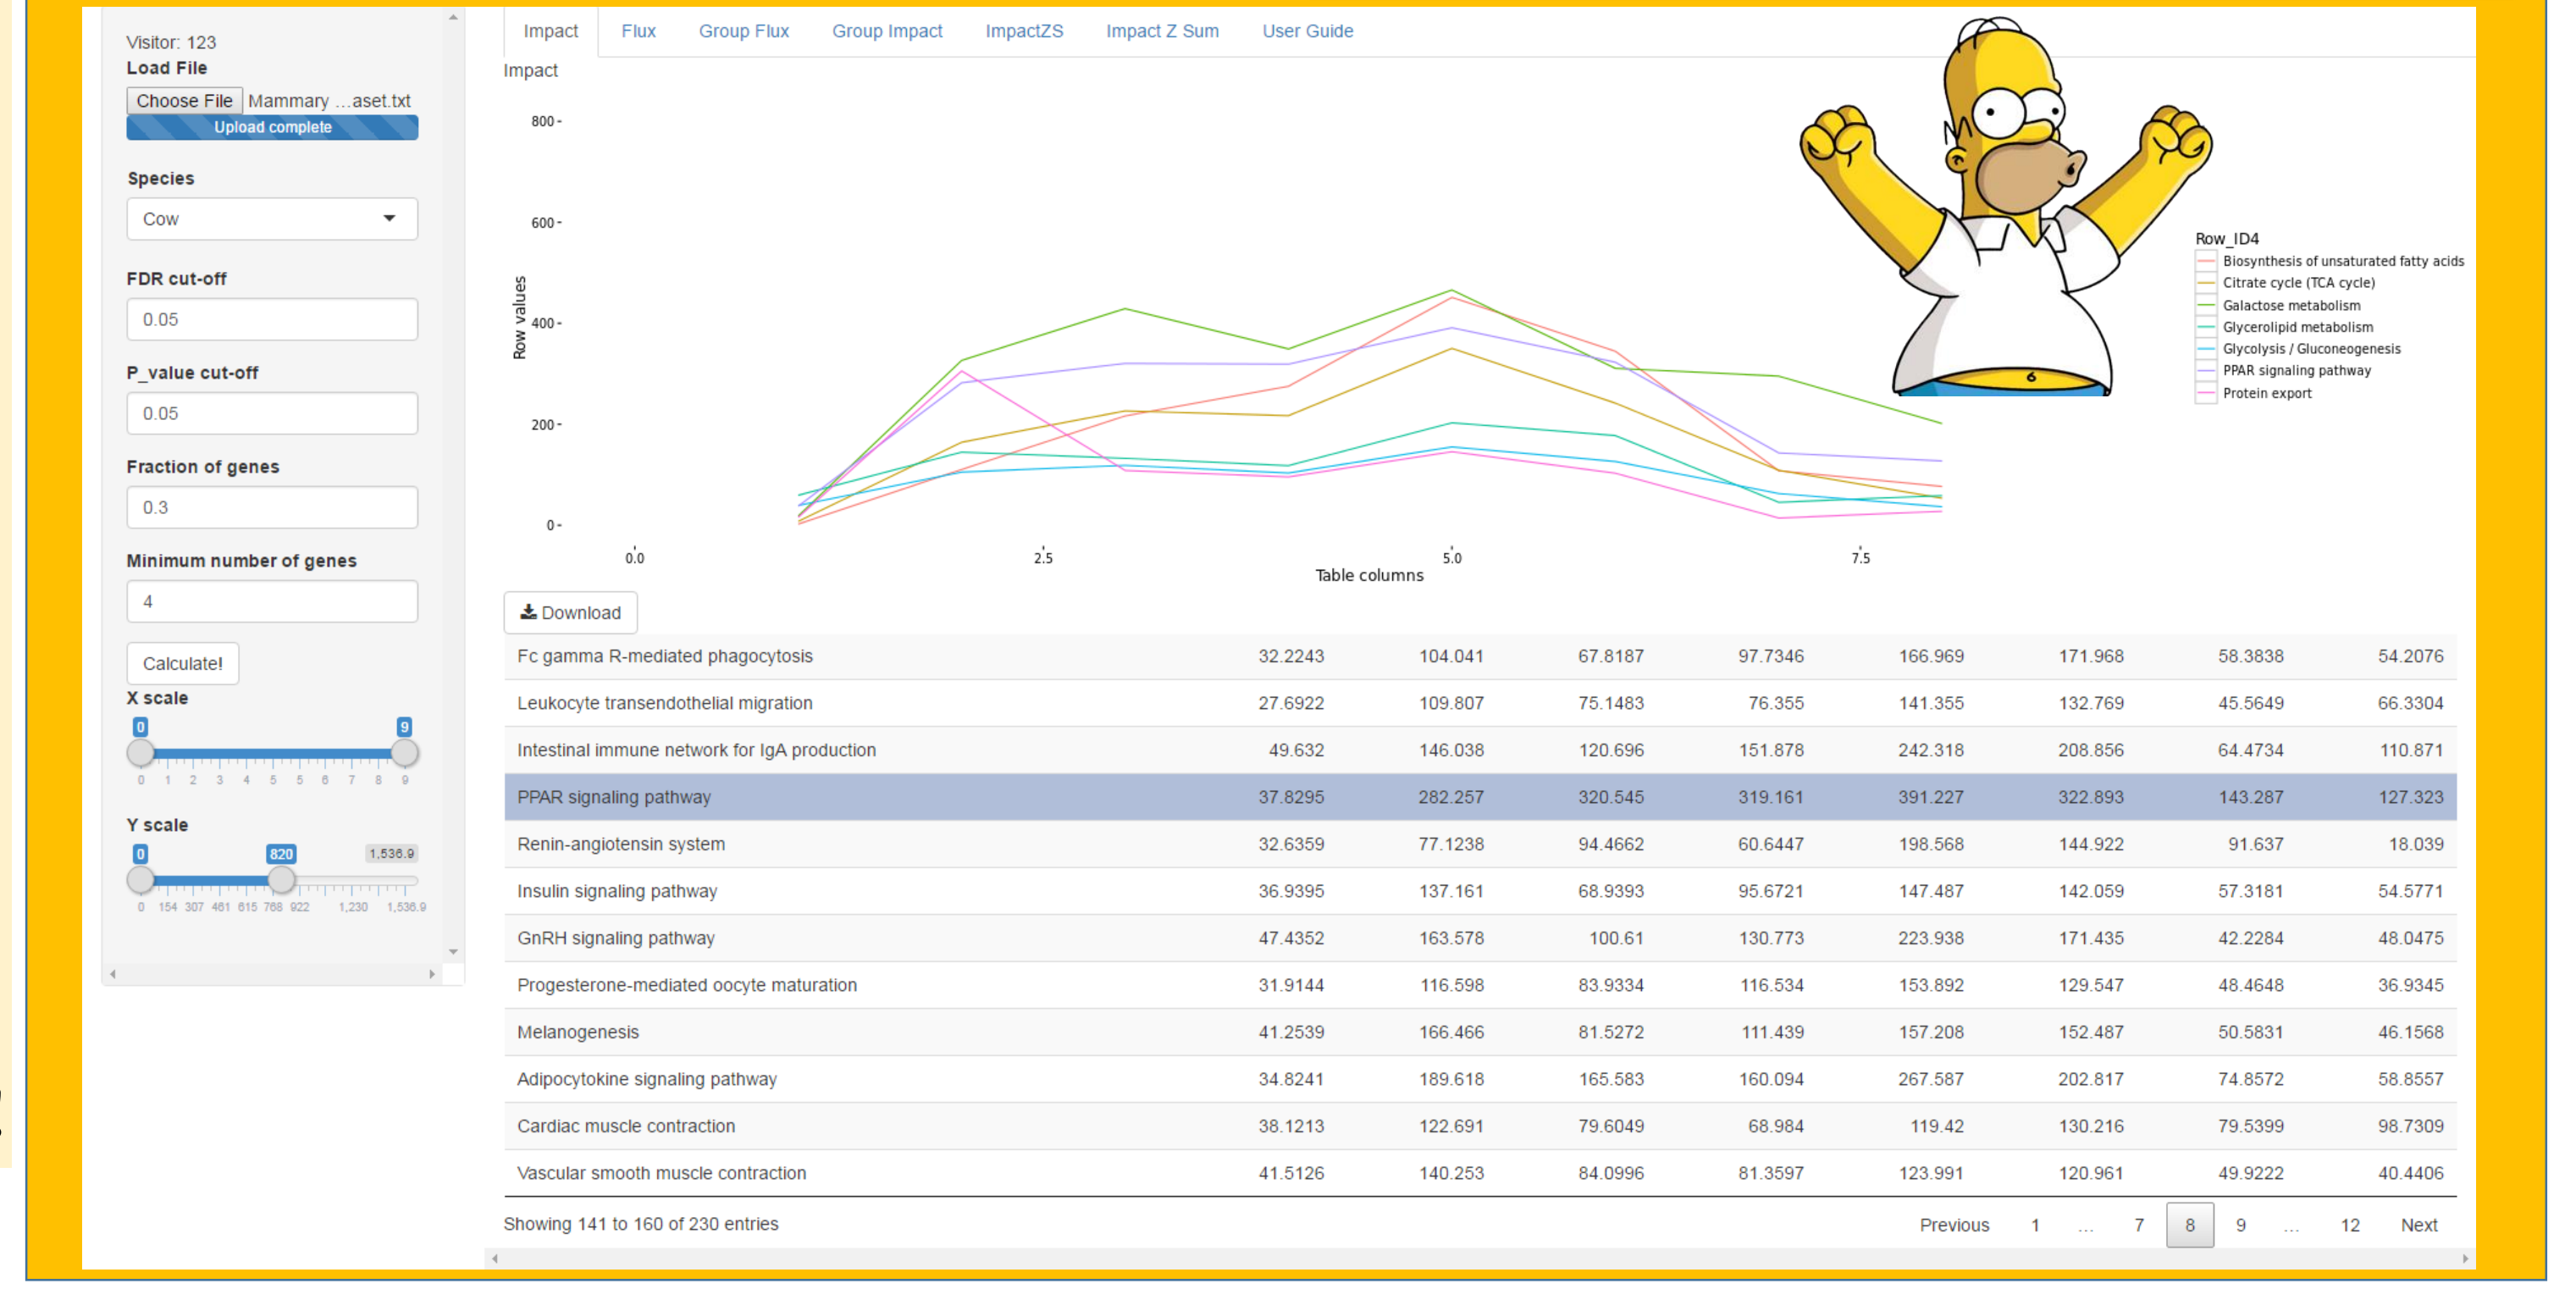 Visitor: 123
Load File
Choose File Mammary ...aset.txt
Upload complete
Species
Cow
FDR cut-off
0.05
P_value cut-off
0.05
Fraction of genes
0.3
Minimum number of genes
4
Calculate!
X scale
0 9
0 1 2 3 4 5 5 6 7 8 9
Y scale
0 820 1,536.9
0 154 307 461 615 768 922 1,230 1,536.9
Impact Flux Group Flux Group Impact ImpactZS Impact Z Sum User Guide
Impact
800
600
400
200
0
Row values
0.0 2.5 5.0 7.5
Table columns
Row_ID4
Biosynthesis of unsaturated fatty acids
Citrate cycle (TCA cycle)
Galactose metabolism
Glycerolipid metabolism
Glycolysis / Gluconeogenesis
PPAR signaling pathway
Protein export
Download
Fc gamma R-mediated phagocytosis 32.2243 104.041 67.8187 97.7346 166.969 171.968 58.3838 54.2076
Leukocyte transendothelial migration 27.6922 109.807 75.1483 76.355 141.355 132.769 45.5649 66.3304
Intestinal immune network for IgA production 49.632 146.038 120.696 151.878 242.318 208.856 64.4734 110.871
PPAR signaling pathway 37.8295 282.257 320.545 319.161 391.227 322.893 143.287 127.323
Renin-angiotensin system 32.6359 77.1238 94.4662 60.6447 198.568 144.922 91.637 18.039
Insulin signaling pathway 36.9395 137.161 68.9393 95.6721 147.487 142.059 57.3181 54.5771
GnRH signaling pathway 47.4352 163.578 100.61 130.773 223.938 171.435 42.2284 48.0475
Progesterone-mediated oocyte maturation 31.9144 116.598 83.9334 116.534 153.892 129.547 48.4648 36.9345
Melanogenesis 41.2539 166.466 81.5272 111.439 157.208 152.487 50.5831 46.1568
Adipocytokine signaling pathway 34.8241 189.618 165.583 160.094 267.587 202.817 74.8572 58.8557
Cardiac muscle contraction 38.1213 122.691 79.6049 68.984 119.42 130.216 79.5399 98.7309
Vascular smooth muscle contraction 41.5126 140.253 84.0996 81.3597 123.991 120.961 49.9222 40.4406
Showing 141 to 160 of 230 entries
Previous 1 ... 7 8 9 ... 12 Next